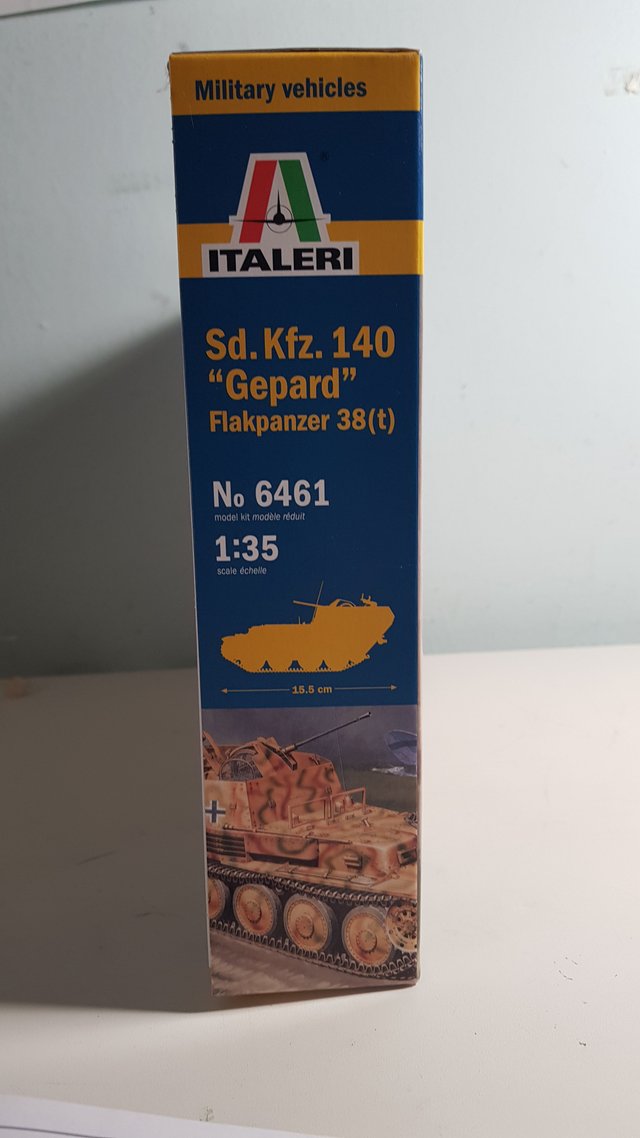 Military vehicles
ITALERI
Sd. Kfz. 140
“Gepard”
Flakpanzer 38(t)
No 6461
model kit modèle réduit
1:35
scale échelle
15.5 cm